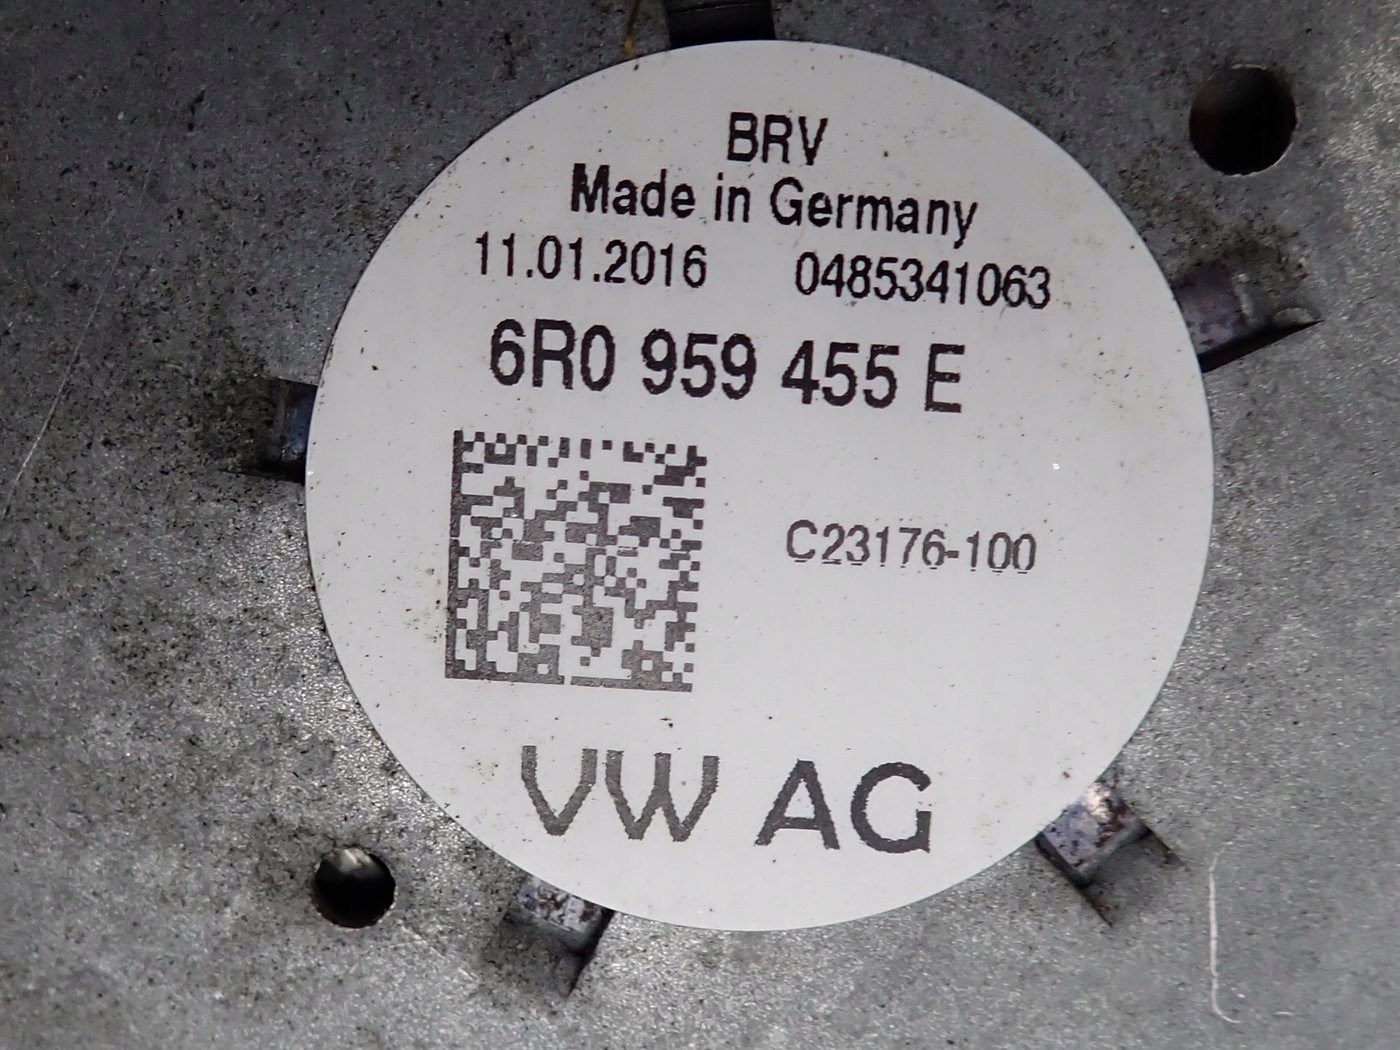 BRV
Made in Germany
11.01.2016 0485341063
6R0 959 455 E
C23176-100
VW AG